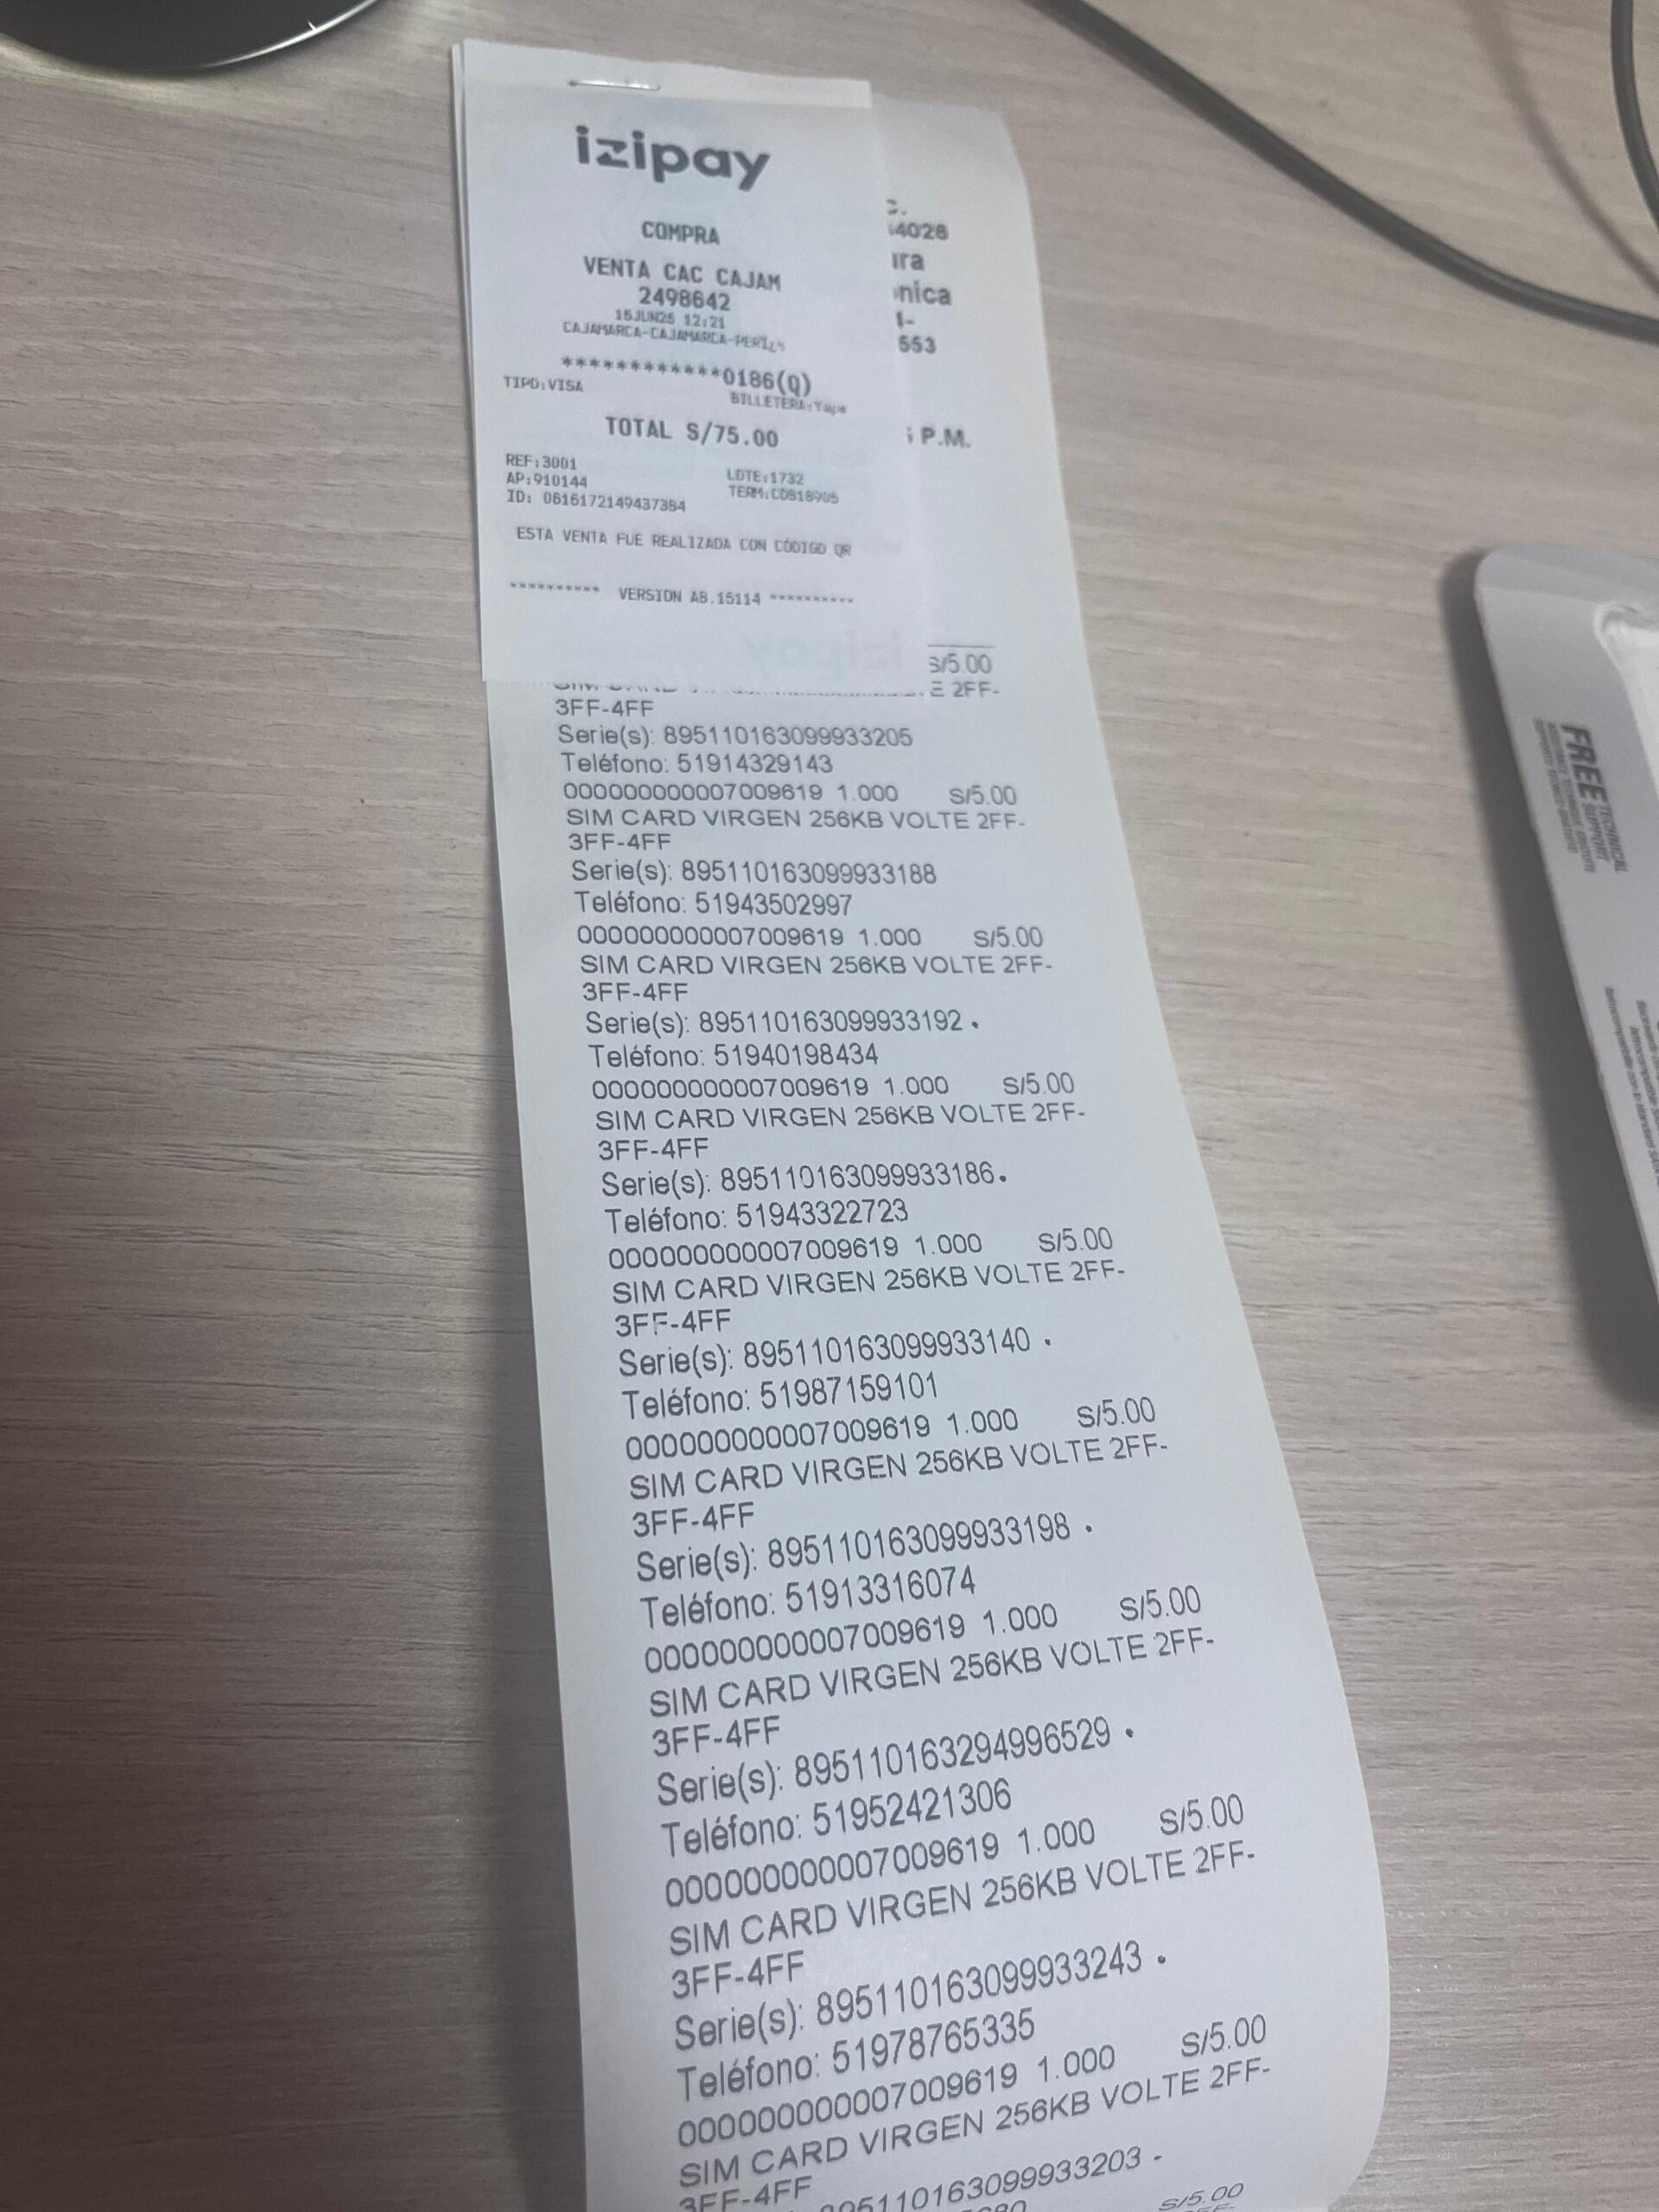 izipay
COMPRA
VENTA CAC CAJAM
2498642
CAJAMARCA-CAJAMARCA-PERÚ
************0186(Q)
TIPO:VISA
BILLETERA:Yape
TOTAL S/75.00
REF:3001
LOTE:1732
AP:910144
ID: 0616172149437384
ESTA VENTA FUE REALIZADA CON CÓDIGO QR
********** VERSION A8.15114 **********
4028
nica
553
P.M.
S/5.00
2FF-
3FF-4FF
Serie(s): 895110163099933205
Teléfono: 51914329143
000000000007009619 1.000 S/5.00
SIM CARD VIRGEN 256KB VOLTE 2FF-
3FF-4FF
Serie(s): 895110163099933188
Teléfono: 51943502997
000000000007009619 1.000 S/5.00
SIM CARD VIRGEN 256KB VOLTE 2FF-
3FF-4FF
Serie(s): 895110163099933192 .
Teléfono: 51940198434
000000000007009619 1.000 S/5.00
SIM CARD VIRGEN 256KB VOLTE 2FF-
3FF-4FF
Serie(s): 895110163099933186.
Teléfono: 51943322723
000000000007009619 1.000 S/5.00
SIM CARD VIRGEN 256KB VOLTE 2FF-
3FF-4FF
Serie(s): 895110163099933140 .
Teléfono: 51987159101
000000000007009619 1.000 S/5.00
SIM CARD VIRGEN 256KB VOLTE 2FF-
3FF-4FF
Serie(s): 895110163099933198 .
Teléfono: 51913316074
000000000007009619 1.000 S/5.00
SIM CARD VIRGEN 256KB VOLTE 2FF-
3FF-4FF
Serie(s): 895110163294996529 .
Teléfono: 51952421306
000000000007009619 1.000 S/5.00
SIM CARD VIRGEN 256KB VOLTE 2FF-
3FF-4FF
Serie(s): 895110163099933243 .
Teléfono: 51978765335
000000000007009619 1.000 S/5.00
SIM CARD VIRGEN 256KB VOLTE 2FF-
3FF-4FF
895110163099933203 -
S/5.00
FREE TECHNICAL
SUPPORT